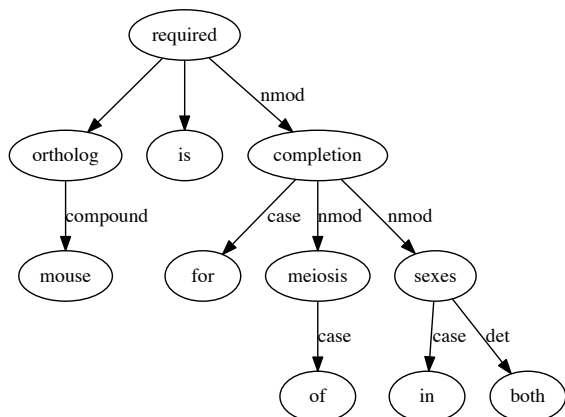 required
nmod
ortholog is completion
compound case nmod nmod
mouse for meiosis sexes
case case det
of in both